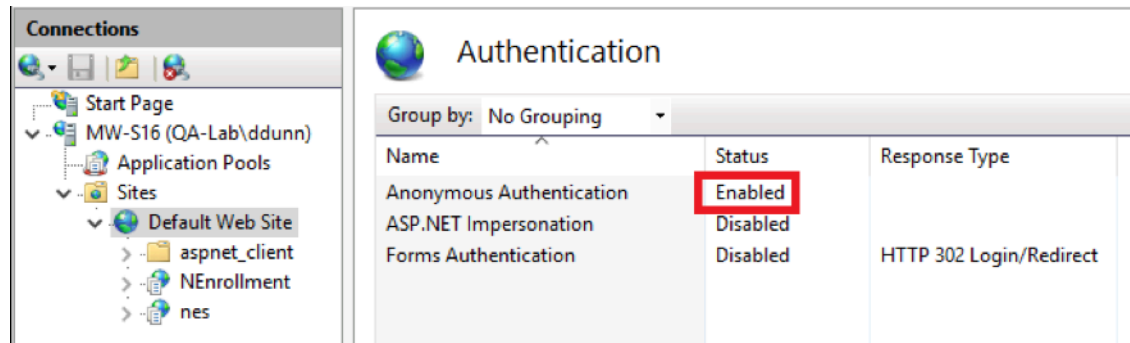 Connections
Start Page
MW-S16 (QA-Lab\ddunn)
Application Pools
Sites
Default Web Site
aspnet_client
NEnrollment
nes
Authentication
Group by: No Grouping
Name Status Response Type
Anonymous Authentication Enabled
ASP.NET Impersonation Disabled
Forms Authentication Disabled HTTP 302 Login/Redirect